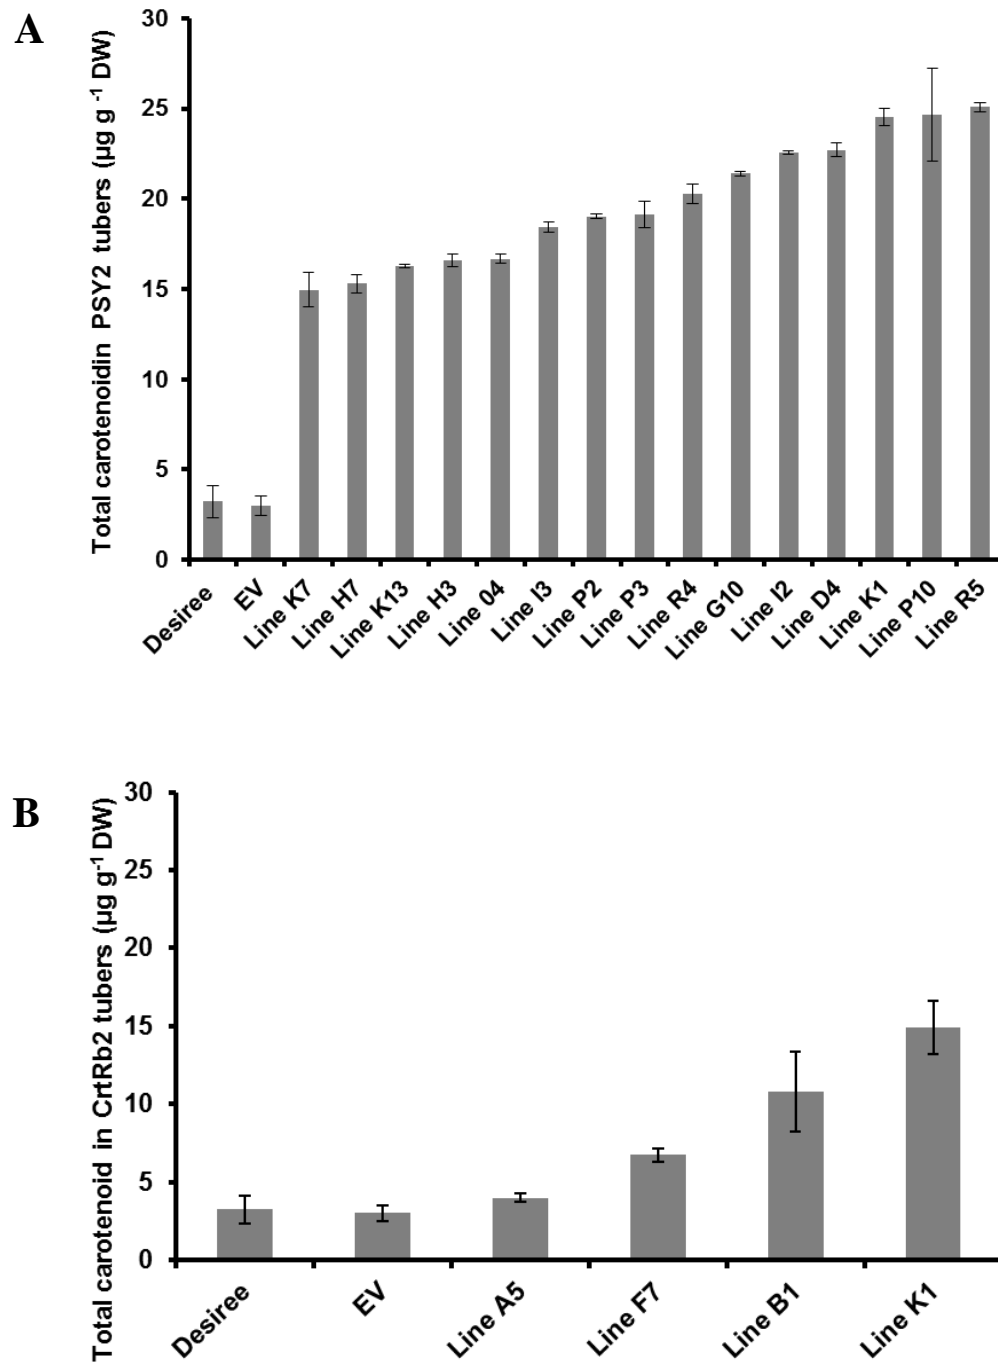 A
Total carotenoidin PSY2 tubers (µg g⁻¹ DW)
30
25
20
15
10
5
0
Desiree
EV
Line K7
Line H7
Line K13
Line H3
Line 04
Line I3
Line P2
Line P3
Line R4
Line G10
Line I2
Line D4
Line K1
Line P10
Line R5
B
Total carotenoid in CrtRb2 tubers (µg g⁻¹ DW)
30
25
20
15
10
5
0
Desiree
EV
Line A5
Line F7
Line B1
Line K1